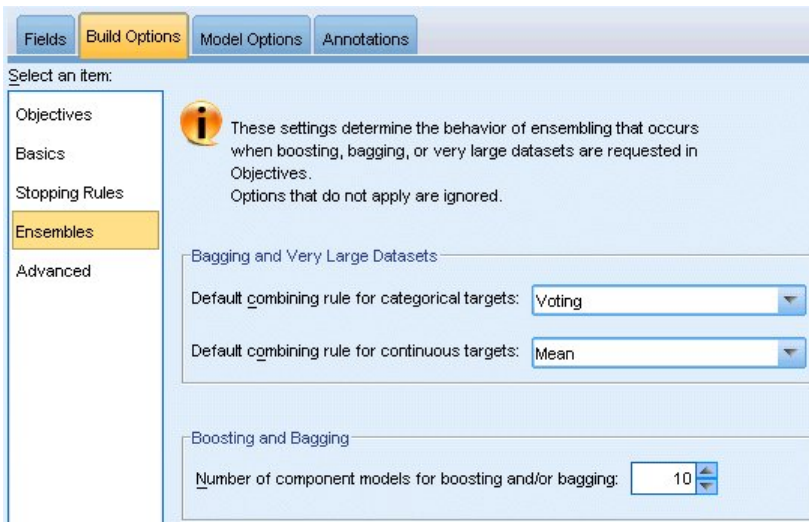 Fields
Build Options
Model Options
Annotations
Select an item:
Objectives
Basics
Stopping Rules
Ensembles
Advanced
These settings determine the behavior of ensembling that occurs
when boosting, bagging, or very large datasets are requested in
Objectives.
Options that do not apply are ignored.
Bagging and Very Large Datasets
Default combining rule for categorical targets: Voting
Default combining rule for continuous targets: Mean
Boosting and Bagging
Number of component models for boosting and/or bagging: 10